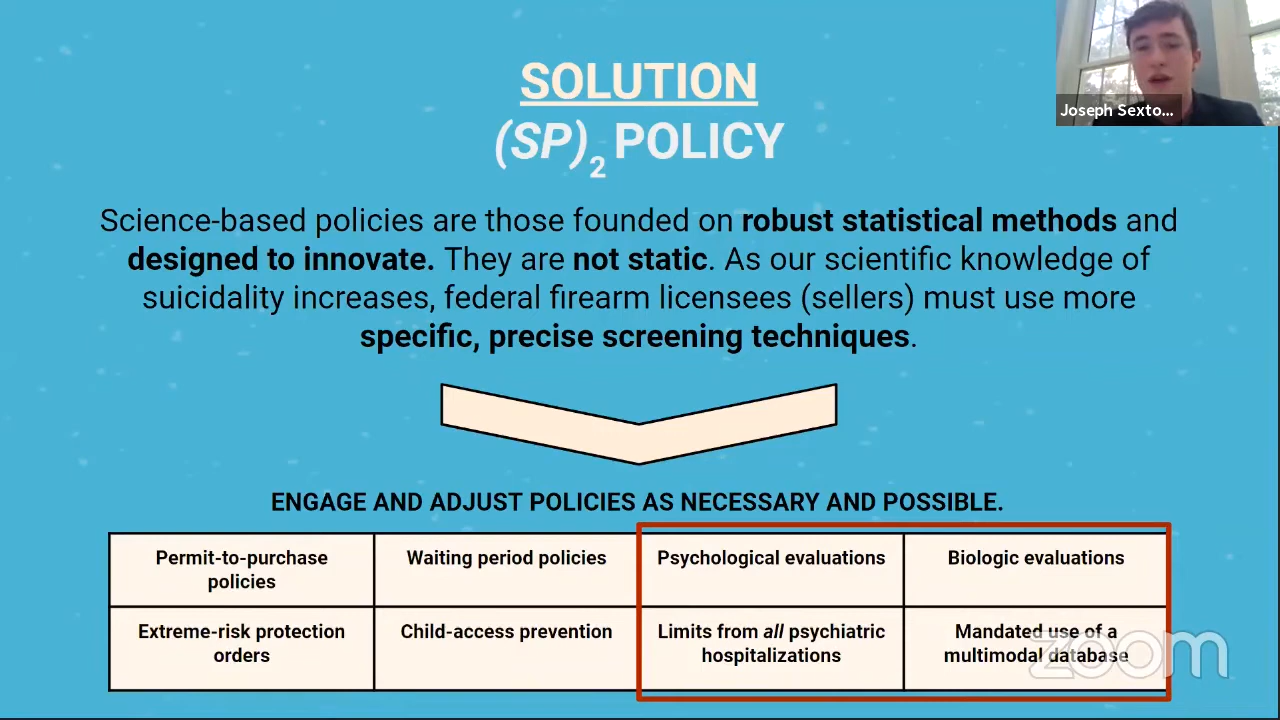 SOLUTION
(SP)2 POLICY
Joseph Sexto...
Science-based policies are those founded on robust statistical methods and
designed to innovate. They are not static. As our scientific knowledge of
suicidality increases, federal firearm licensees (sellers) must use more
specific, precise screening techniques.
ENGAGE AND ADJUST POLICIES AS NECESSARY AND POSSIBLE.
Permit-to-purchase
policies
Waiting period policies
Psychological evaluations
Biologic evaluations
Extreme-risk protection
orders
Child-access prevention
Limits from all psychiatric
hospitalizations
Mandated use of a
multimodal database
zoom